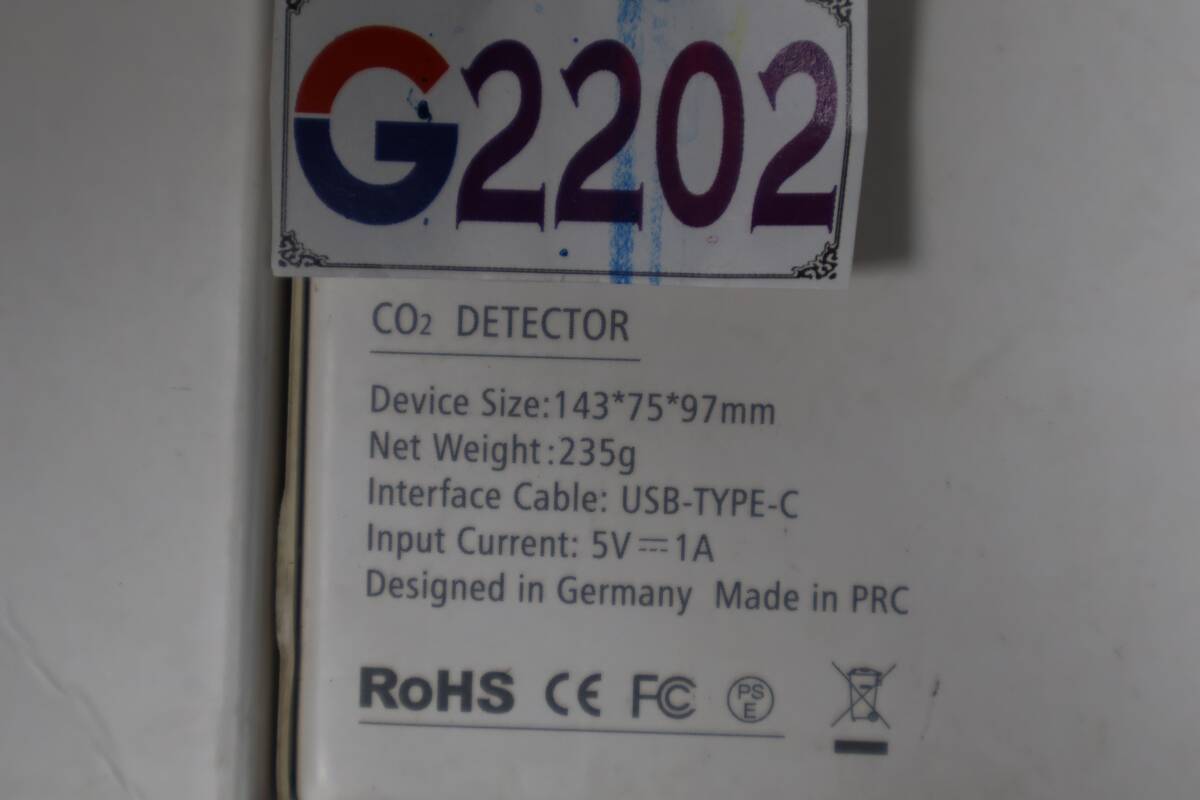 G2202
CO₂ DETECTOR
Device Size:143*75*97mm
Net Weight:235g
Interface Cable: USB-TYPE-C
Input Current: 5V⎓1A
Designed in Germany Made in PRC
RoHS CE FC PS E